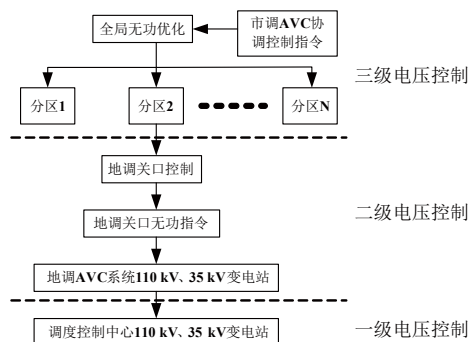 全局无功优化
市调AVC协
调控制指令
三级电压控制
分区1
分区2
分区N
地调关口控制
地调关口无功指令
二级电压控制
地调AVC系统110 kV、35 kV变电站
调度控制中心110 kV、35 kV变电站
一级电压控制